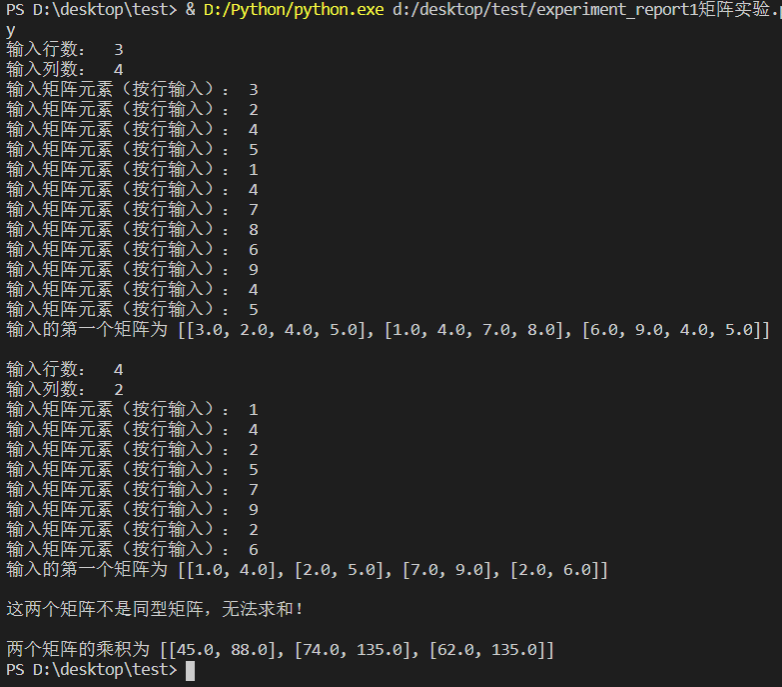 PS D:\desktop\test> & D:/Python/python.exe d:/desktop/test/experiment_report1矩阵实验.p
y
输入行数： 3
输入列数： 4
输入矩阵元素（按行输入）： 3
输入矩阵元素（按行输入）： 2
输入矩阵元素（按行输入）： 4
输入矩阵元素（按行输入）： 5
输入矩阵元素（按行输入）： 1
输入矩阵元素（按行输入）： 4
输入矩阵元素（按行输入）： 7
输入矩阵元素（按行输入）： 8
输入矩阵元素（按行输入）： 6
输入矩阵元素（按行输入）： 9
输入矩阵元素（按行输入）： 4
输入矩阵元素（按行输入）： 5
输入的第一个矩阵为 [[3.0, 2.0, 4.0, 5.0], [1.0, 4.0, 7.0, 8.0], [6.0, 9.0, 4.0, 5.0]]
输入行数： 4
输入列数： 2
输入矩阵元素（按行输入）： 1
输入矩阵元素（按行输入）： 4
输入矩阵元素（按行输入）： 2
输入矩阵元素（按行输入）： 5
输入矩阵元素（按行输入）： 7
输入矩阵元素（按行输入）： 9
输入矩阵元素（按行输入）： 2
输入矩阵元素（按行输入）： 6
输入的第一个矩阵为 [[1.0, 4.0], [2.0, 5.0], [7.0, 9.0], [2.0, 6.0]]
这两个矩阵不是同型矩阵，无法求和！
两个矩阵的乘积为 [[45.0, 88.0], [74.0, 135.0], [62.0, 135.0]]
PS D:\desktop\test>